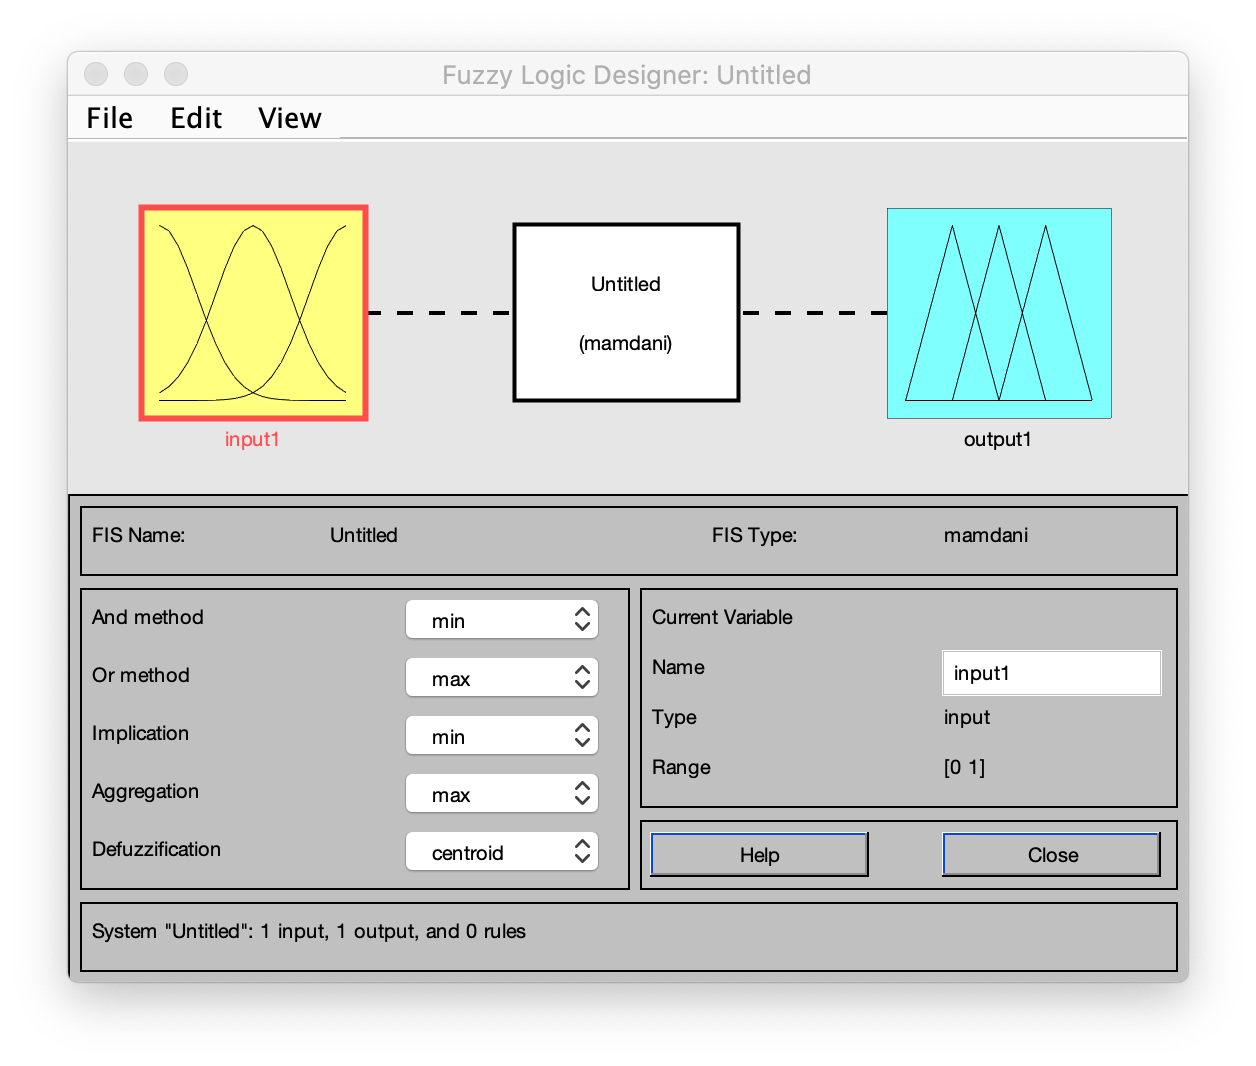 Fuzzy Logic Designer: Untitled
File Edit View
Untitled
(mamdani)
input1
output1
FIS Name: Untitled FIS Type: mamdani
And method min
Or method max
Implication min
Aggregation max
Defuzzification centroid
Current Variable
Name input1
Type input
Range [0 1]
Help Close
System "Untitled": 1 input, 1 output, and 0 rules